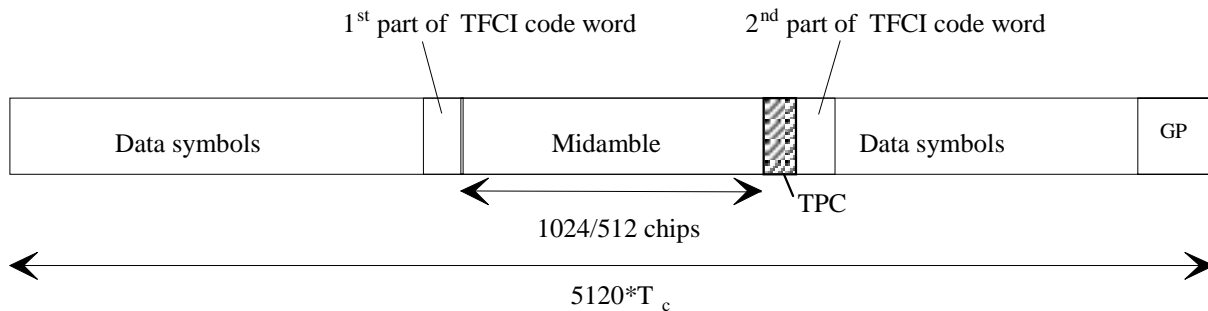 1st part of TFCI code word
2nd part of TFCI code word
Data symbols
Midamble
Data symbols
GP
TPC
1024/512 chips
5120*T c